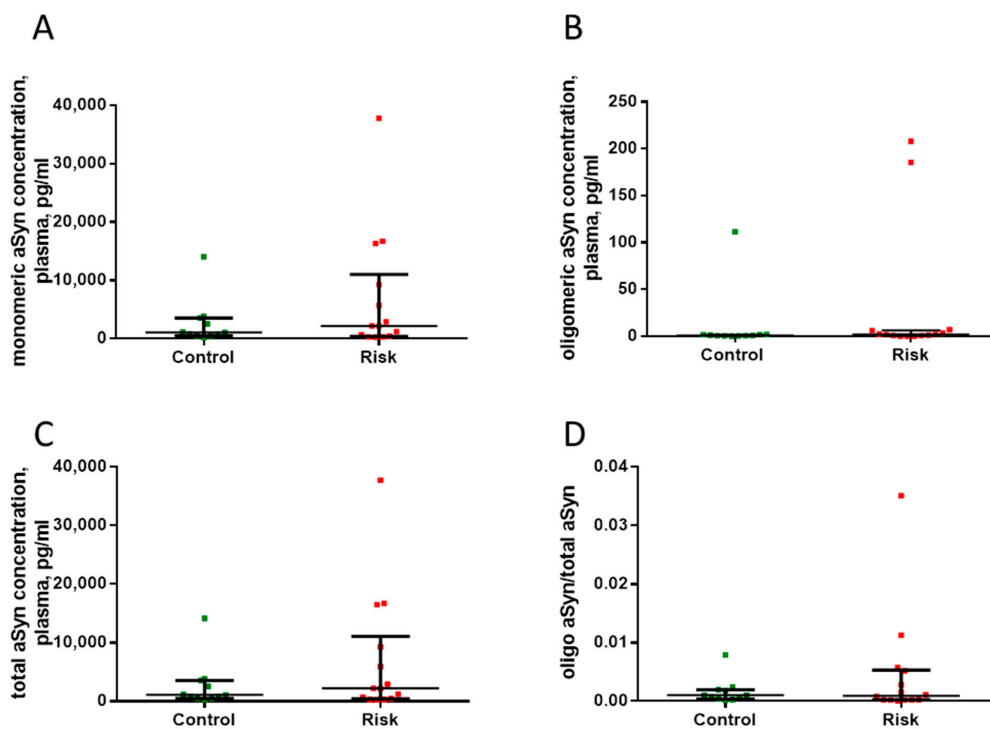 A
monomeric aSyn concentration,
plasma, pg/ml
40,000
30,000
20,000
10,000
0
Control
Risk
B
oligomeric aSyn concentration,
plasma, pg/ml
250
200
150
100
50
0
Control
Risk
C
total aSyn concentration,
plasma, pg/ml
40,000
30,000
20,000
10,000
0
Control
Risk
D
oligo aSyn/total aSyn
0.04
0.03
0.02
0.01
0.00
Control
Risk